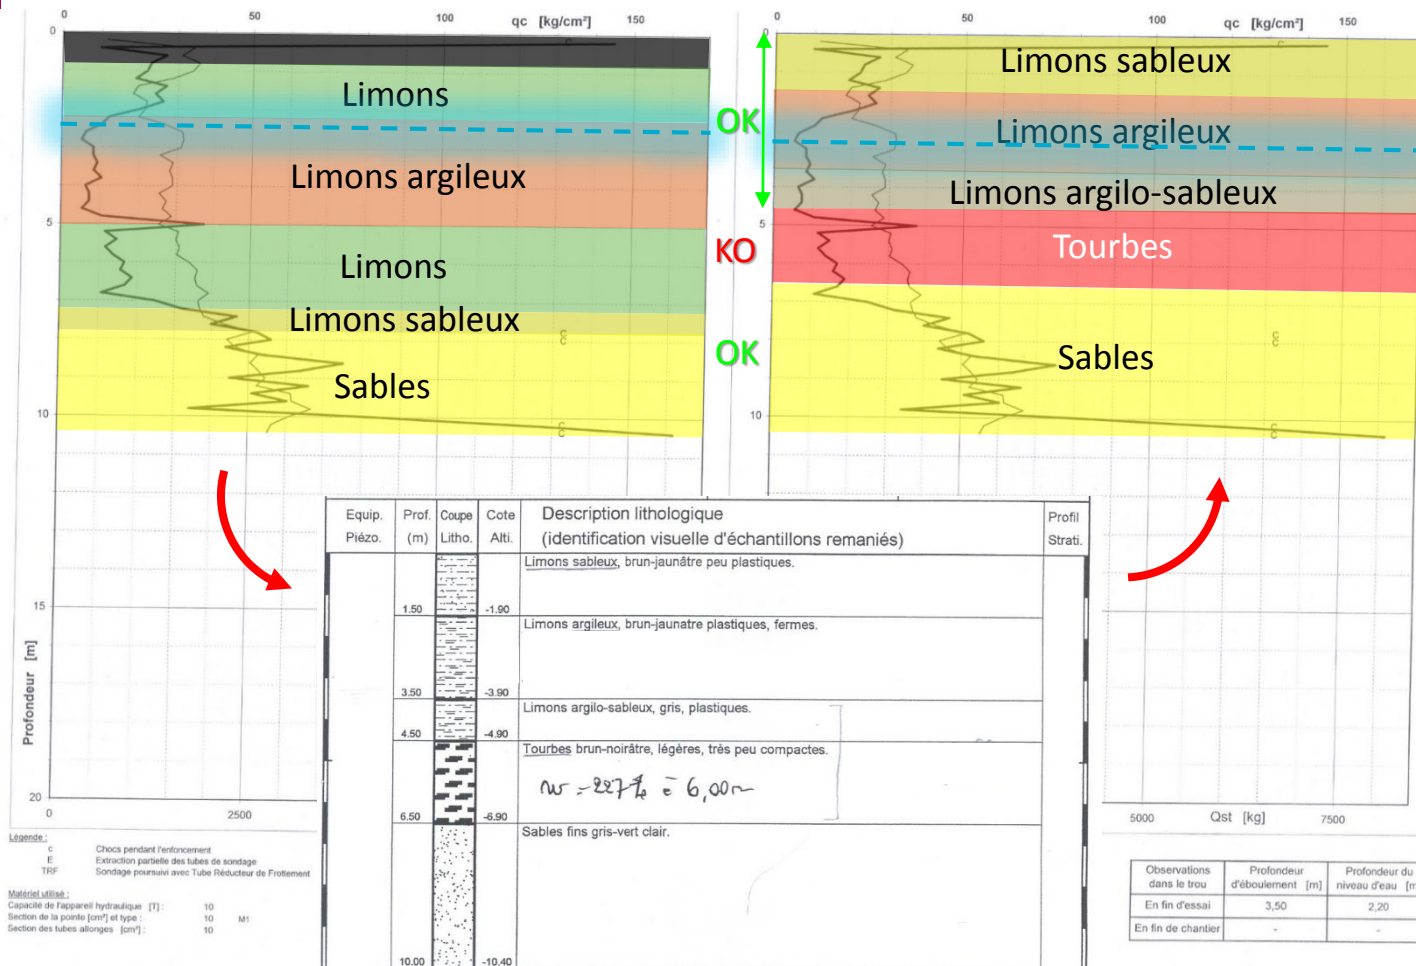 0
50
100
qc [kg/cm²]
150
0
c
Limons
Limons argileux
5
Limons
Limons sableux
c
c
Sables
10
c
c
15
Profondeur [m]
20
0
2500
OK
KO
OK
0
50
100
qc [kg/cm²]
150
0
c
Limons sableux
Limons argileux
Limons argilo-sableux
5
Tourbes
c
c
Sables
10
c
c
5000
Qst [kg]
7500
Equip. Piézo.
Prof. (m)
Coupe Litho.
Cote Alti.
Description lithologique
(identification visuelle d'échantillons remaniés)
Profil Strati.
Limons sableux, brun-jaunâtre peu plastiques.
1.50 -1.90
Limons argileux, brun-jaunatre plastiques, fermes.
3.50 -3.90
Limons argilo-sableux, gris, plastiques.
4.50 -4.90
Tourbes brun-noirâtre, légères, très peu compactes.
w = 227% à 6,00m
6.50 -6.90
Sables fins gris-vert clair.
10.00 -10.40
Légende :
c Chocs pendant l'enfoncement
E Extraction partielle des tubes de sondage
TRF Sondage poursuivi avec Tube Réducteur de Frottement
Matériel utilisé :
Capacité de l'appareil hydraulique [T] : 10
Section de la pointe [cm²] et type : 10 M1
Section des tubes allonges [cm²] : 10
Observations dans le trou
Profondeur d'éboulement [m]
Profondeur du niveau d'eau [m
En fin d'essai 3,50 2,20
En fin de chantier - -